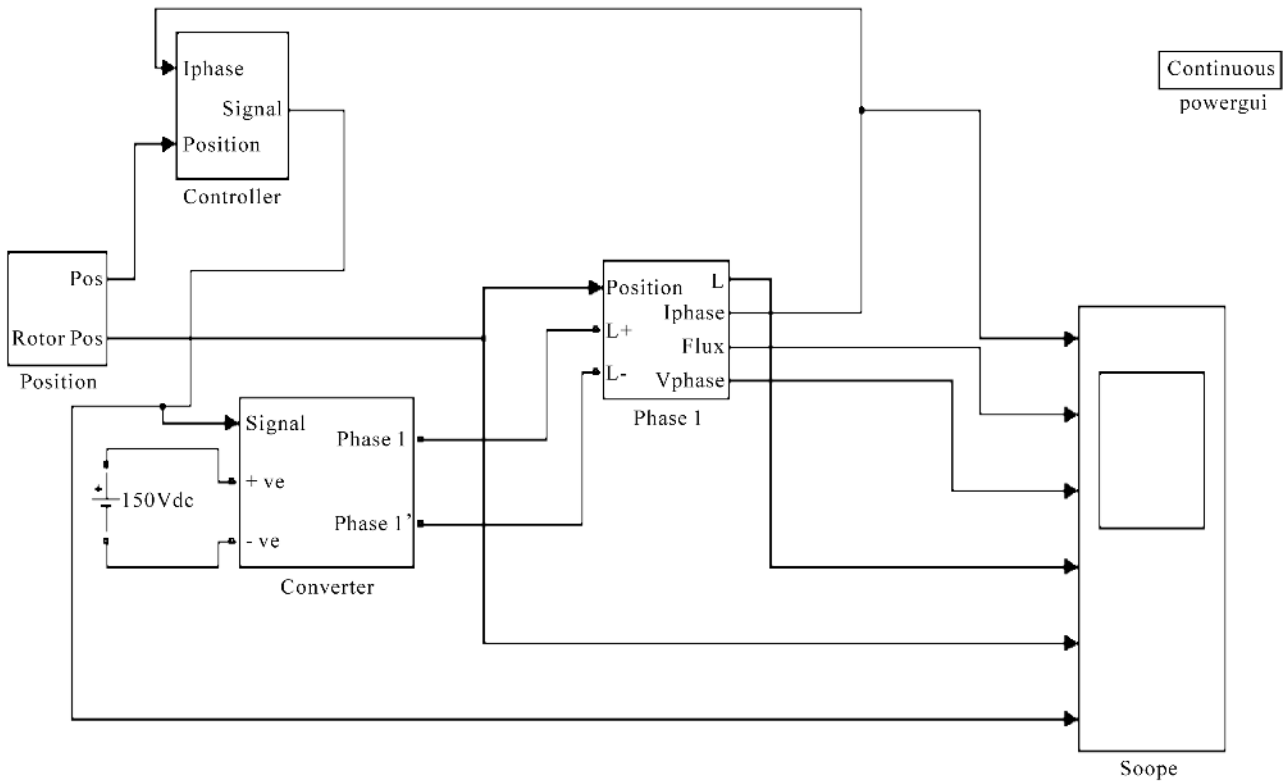 Iphase
Signal
Position
Controller
Continuous
powergui
Pos
Rotor Pos
Position
Position
L
Iphase
L+
Flux
L-
Vphase
Phase 1
Signal
Phase 1
+ ve
150Vdc
Phase 1’
- ve
Converter
Soope